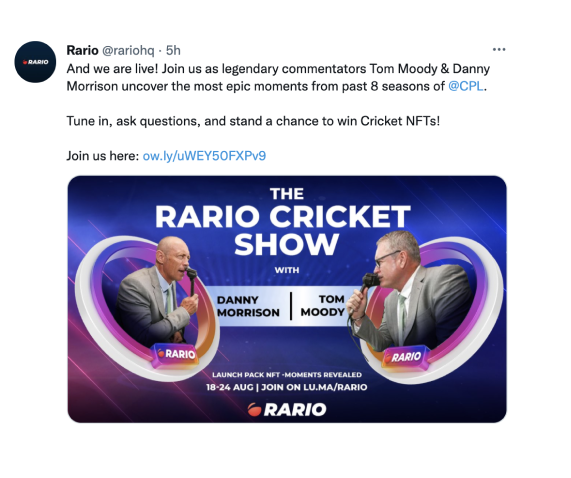 Rario @rariohq · 5h
And we are live! Join us as legendary commentators Tom Moody & Danny
Morrison uncover the most epic moments from past 8 seasons of @CPL.
Tune in, ask questions, and stand a chance to win Cricket NFTs!
Join us here: ow.ly/uWEY50FXPv9
RARIO
THE
RARIO CRICKET
SHOW
WITH
DANNY
MORRISON
TOM
MOODY
RARIO
RARIO
LAUNCH PACK NFT -MOMENTS REVEALED
18-24 AUG | JOIN ON LU.MA/RARIO
RARIO